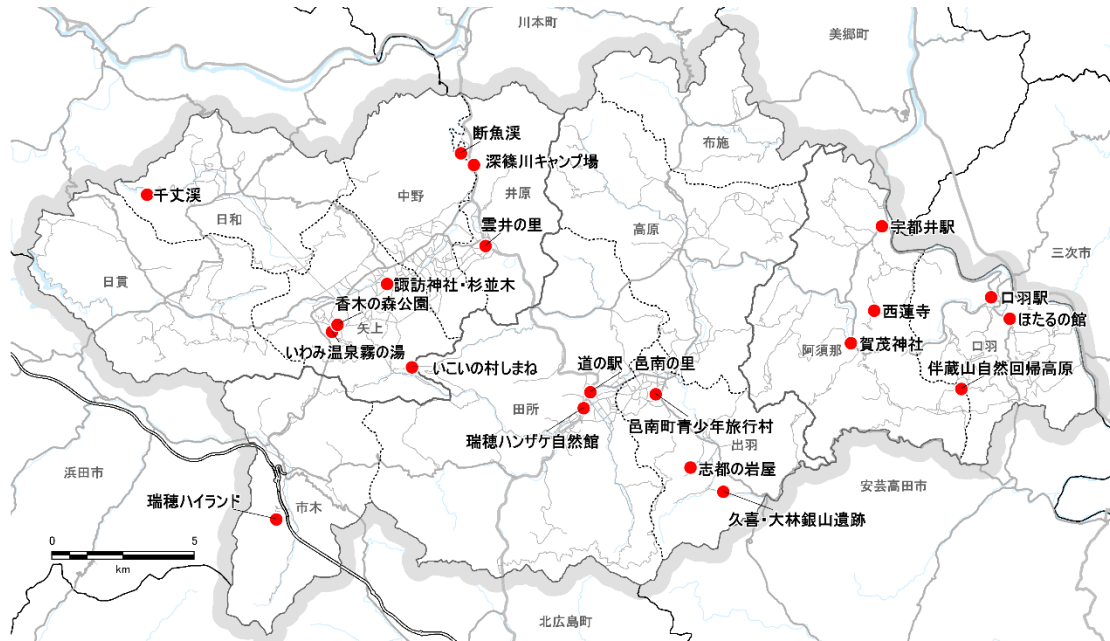 川本町
美郷町
断魚渓
深篠川キャンプ場
布施
中野
井原
千丈渓
日和
雲井の里
高原
宇都井駅
三次市
日貫
諏訪神社・杉並木
香木の森公園
口羽駅
西蓮寺
ほたるの館
矢上
いわみ温泉霧の湯
口羽
阿須那
賀茂神社
いこいの村しまね
道の駅 邑南の里
伴蔵山自然回帰高原
田所
邑南町青少年旅行村
瑞穂ハンザケ自然館
出羽
浜田市
志都の岩屋
安芸高田市
瑞穂ハイランド
市木
久喜・大林銀山遺跡
0 5
km
北広島町